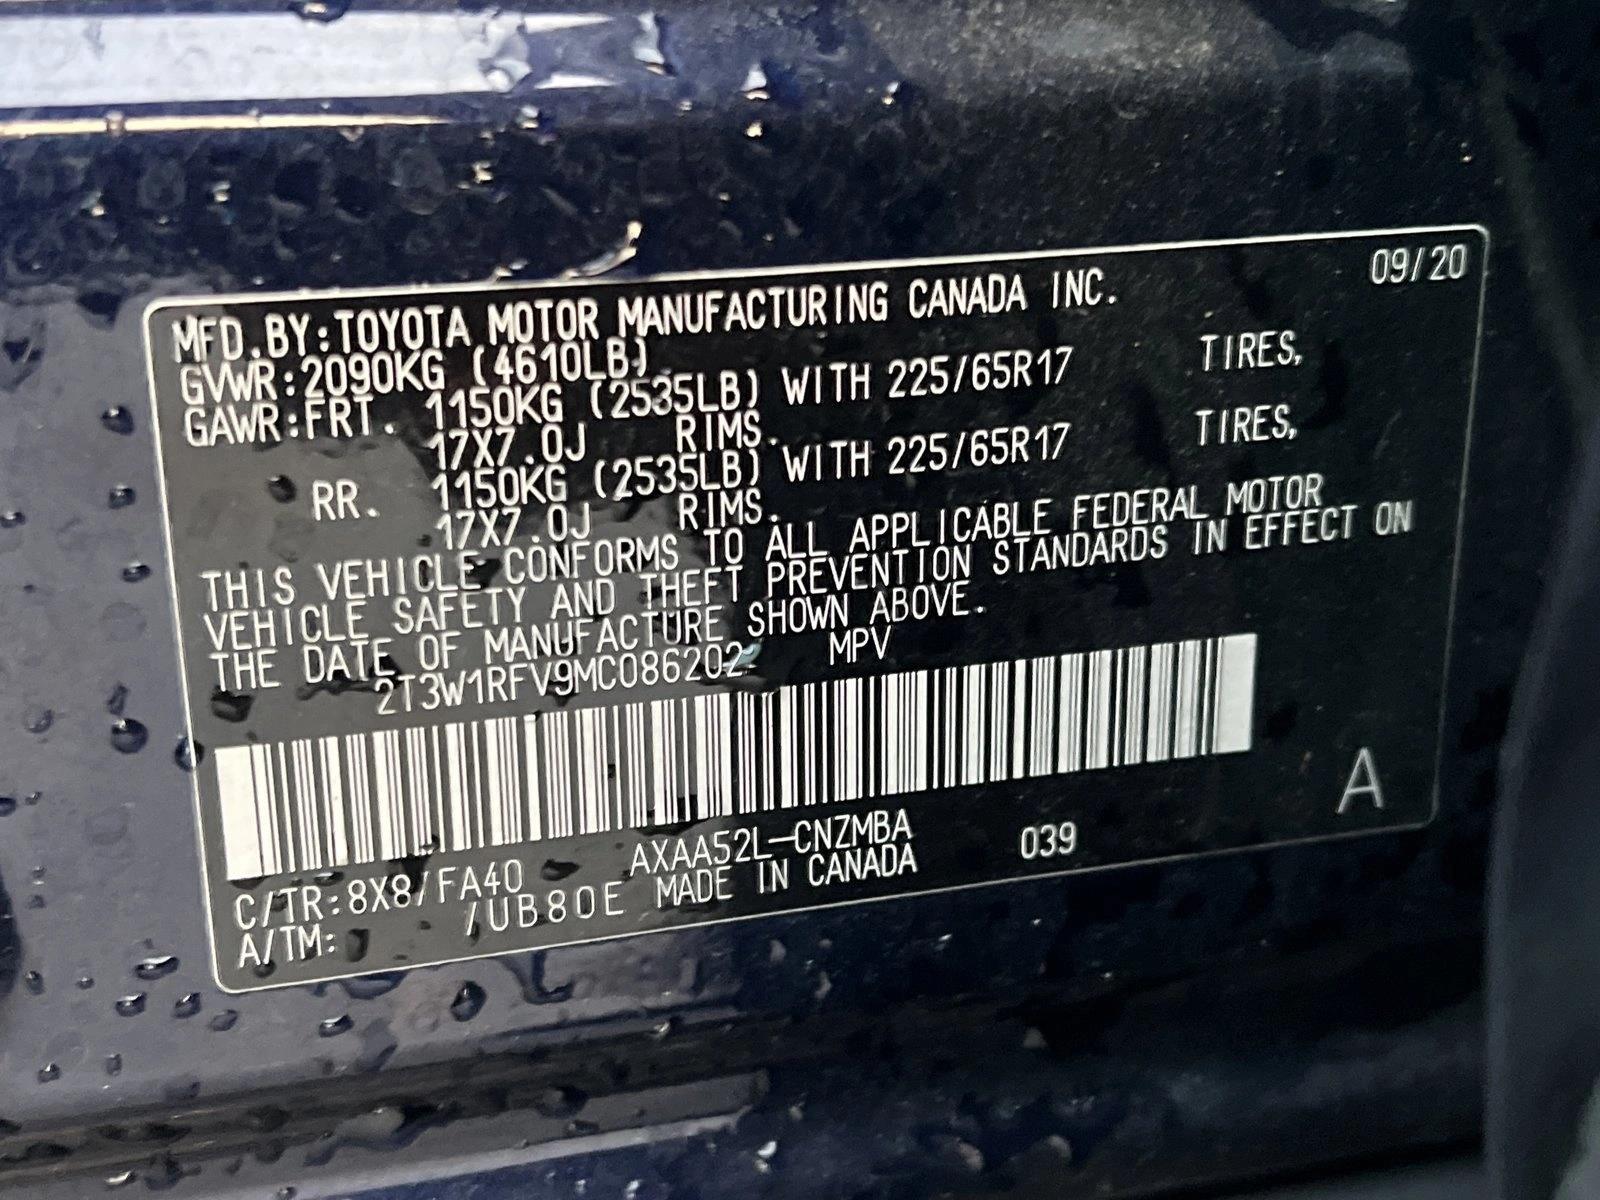 09/20
MFD.BY:TOYOTA MOTOR MANUFACTURING CANADA INC.
GVWR:2090KG (4610LB)
GAWR:FRT. 1150KG (2535LB) WITH 225/65R17 TIRES,
17X7.0J RIMS.
RR. 1150KG (2535LB) WITH 225/65R17 TIRES,
17X7.0J RIMS.
THIS VEHICLE CONFORMS TO ALL APPLICABLE FEDERAL MOTOR
VEHICLE SAFETY AND THEFT PREVENTION STANDARDS IN EFFECT ON
THE DATE OF MANUFACTURE SHOWN ABOVE.
2T3W1RFV9MC086202 MPV
A
C/TR:8X8/FA40 AXAA52L-CNZMBA 039
A/TM: /UB80E MADE IN CANADA